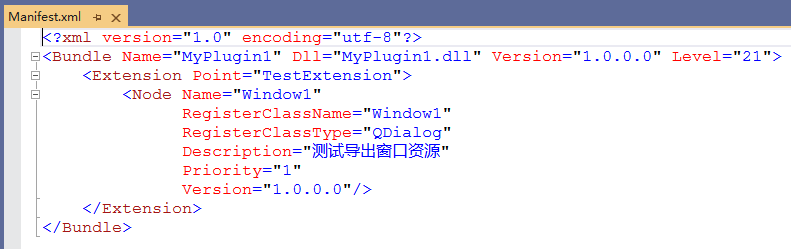 Manifest.xml
<?xml version="1.0" encoding="utf-8"?>
<Bundle Name="MyPlugin1" Dll="MyPlugin1.dll" Version="1.0.0.0" Level="21">
<Extension Point="TestExtension">
<Node Name="Window1"
RegisterClassName="Window1"
RegisterClassType="QDialog"
Description="测试导出窗口资源"
Priority="1"
Version="1.0.0.0"/>
</Extension>
</Bundle>